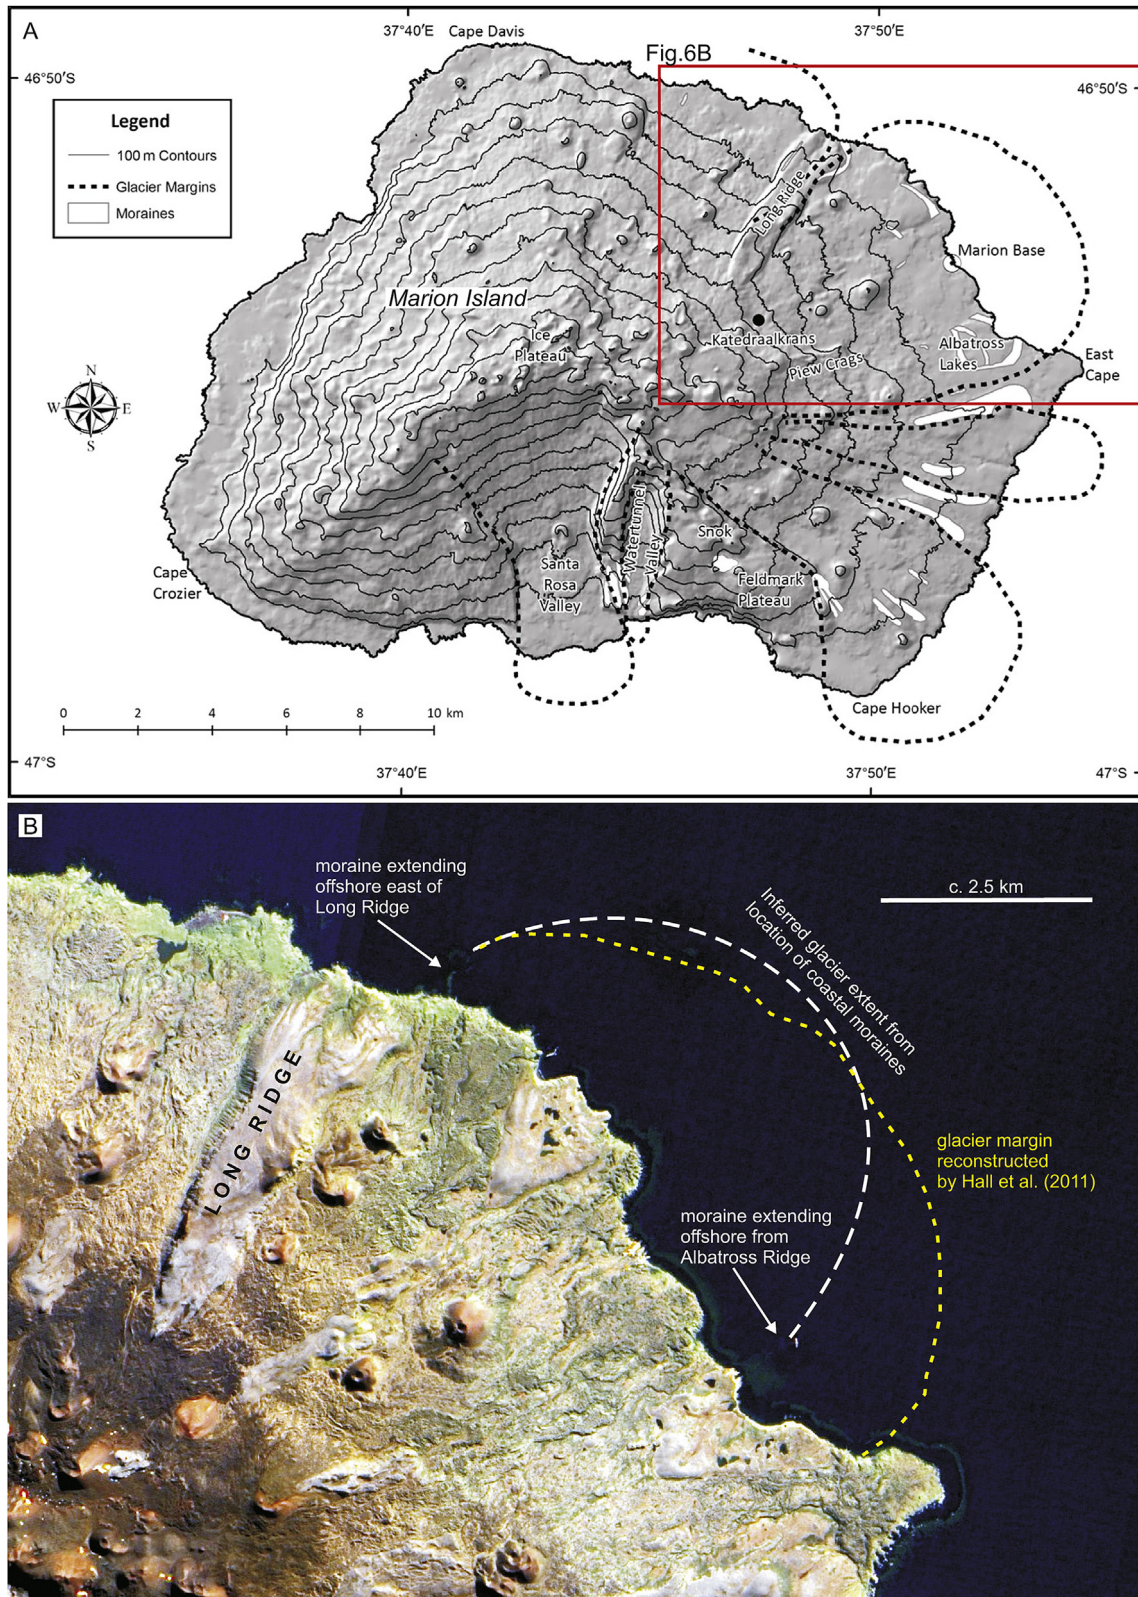 A
37°40′E
Cape Davis
37°50′E
Fig.6B
46°50′S
46°50′S
Legend
100 m Contours
Glacier Margins
Moraines
Long Ridge
Marion Base
Marion Island
Ice
Plateau
Katedraalkrans
Piew Crags
Albatross
Lakes
East
Cape
N
W
E
S
Watertunnel
Valley
Snok
Santa
Rosa
Valley
Feldmark
Plateau
Cape
Crozier
Cape Hooker
0
2
4
6
8
10 km
47°S
37°40′E
37°50′E
47°S
B
moraine extending
offshore east of
Long Ridge
c. 2.5 km
Inferred glacier extent from
location of coastal moraines
LONG RIDGE
glacier margin
reconstructed
by Hall et al. (2011)
moraine extending
offshore from
Albatross Ridge